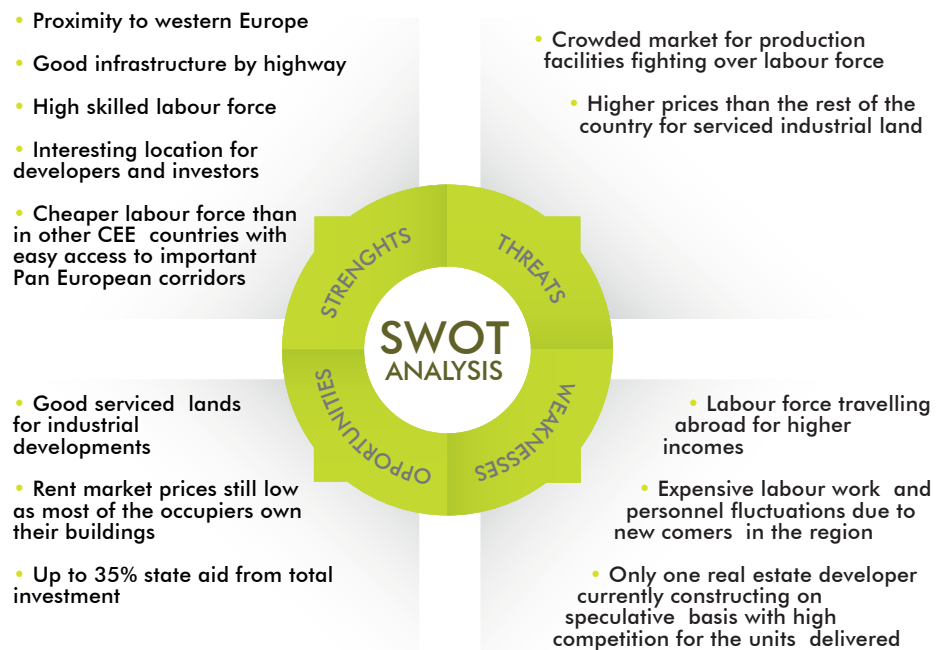 • Proximity to western Europe
• Good infrastructure by highway
• High skilled labour force
• Interesting location for
developers and investors
• Cheaper labour force than
in other CEE countries with
easy access to important
Pan European corridors
• Crowded market for production
facilities fighting over labour force
• Higher prices than the rest of the
country for serviced industrial land
STRENGHTS
THREATS
SWOT
ANALYSIS
OPPORTUNITIES
WEAKNESSES
• Good serviced lands
for industrial
developments
• Rent market prices still low
as most of the occupiers own
their buildings
• Up to 35% state aid from total
investment
• Labour force travelling
abroad for higher
incomes
• Expensive labour work and
personnel fluctuations due to
new comers in the region
• Only one real estate developer
currently constructing on
speculative basis with high
competition for the units delivered